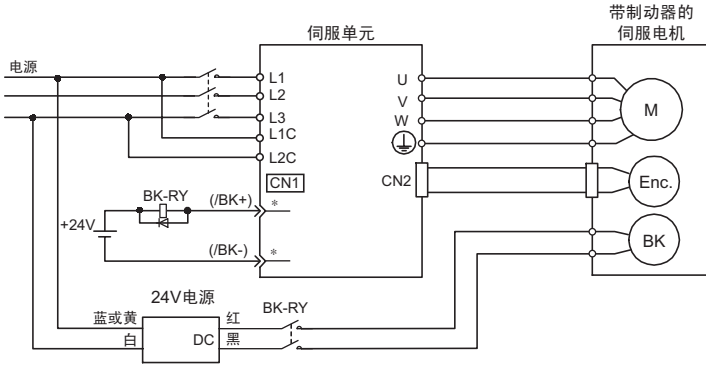 带制动器的
伺服电机
伺服单元
电源
L1
L2
L3
L1C
L2C
U
V
W
M
CN1
CN2
Enc.
BK-RY
(/BK+)
*
+24V
(/BK-)
*
BK
24V电源
BK-RY
蓝或黄
红
白
DC
黑